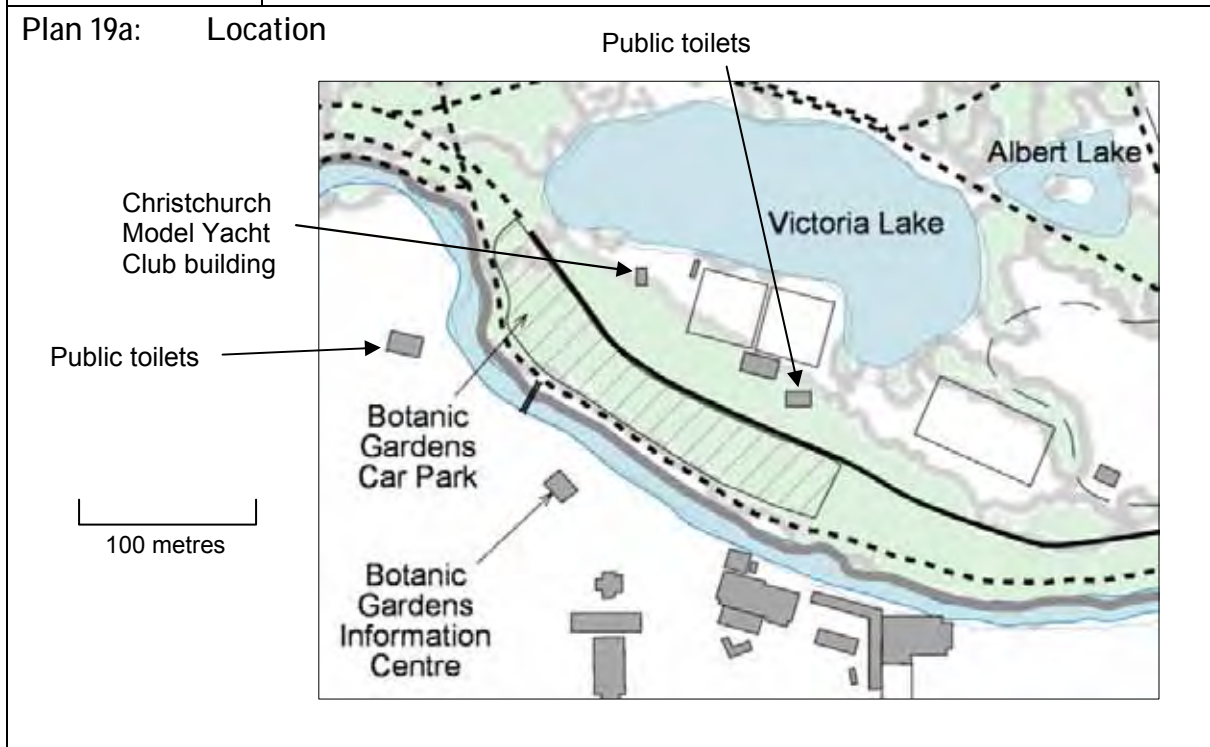 Plan 19a: Location
Public toilets
Albert Lake
Christchurch
Model Yacht
Club building
Victoria Lake
Public toilets
Botanic
Gardens
Car Park
100 metres
Botanic
Gardens
Information
Centre